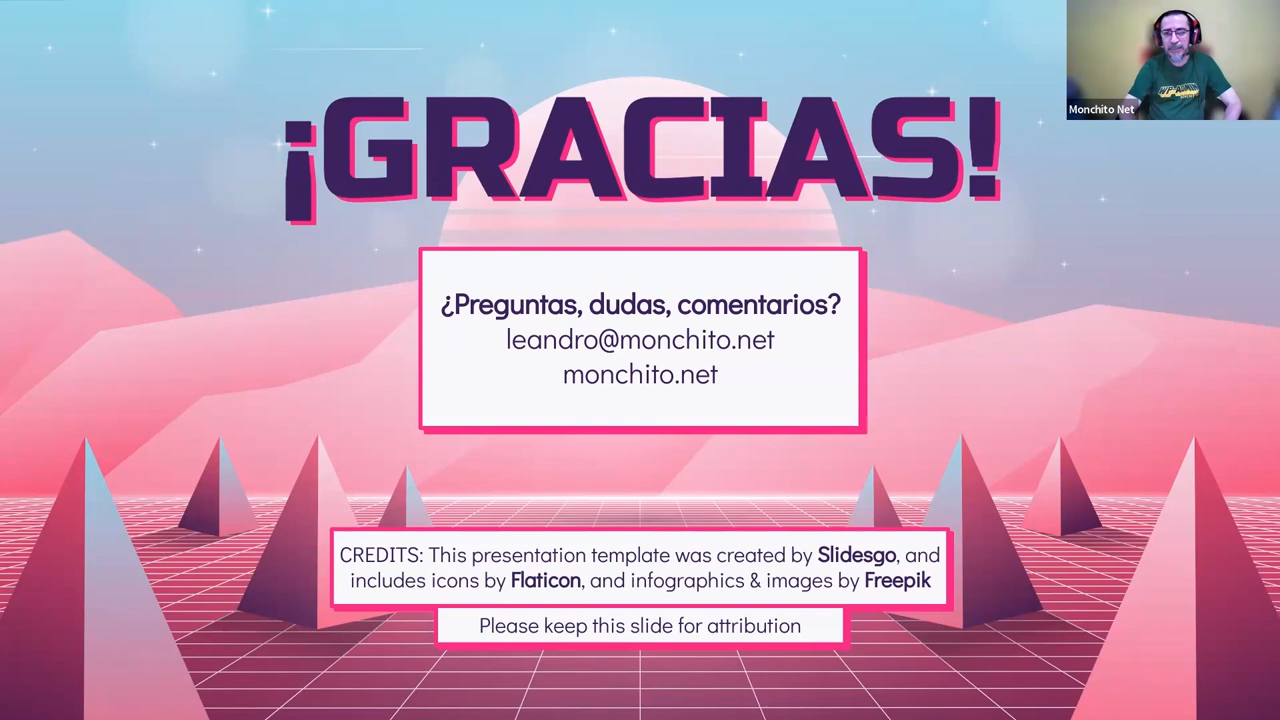 ¡GRACIAS!
Monchito Net
¿Preguntas, dudas, comentarios?
leandro@monchito.net
monchito.net
CREDITS: This presentation template was created by Slidesgo, and
includes icons by Flaticon, and infographics & images by Freepik
Please keep this slide for attribution